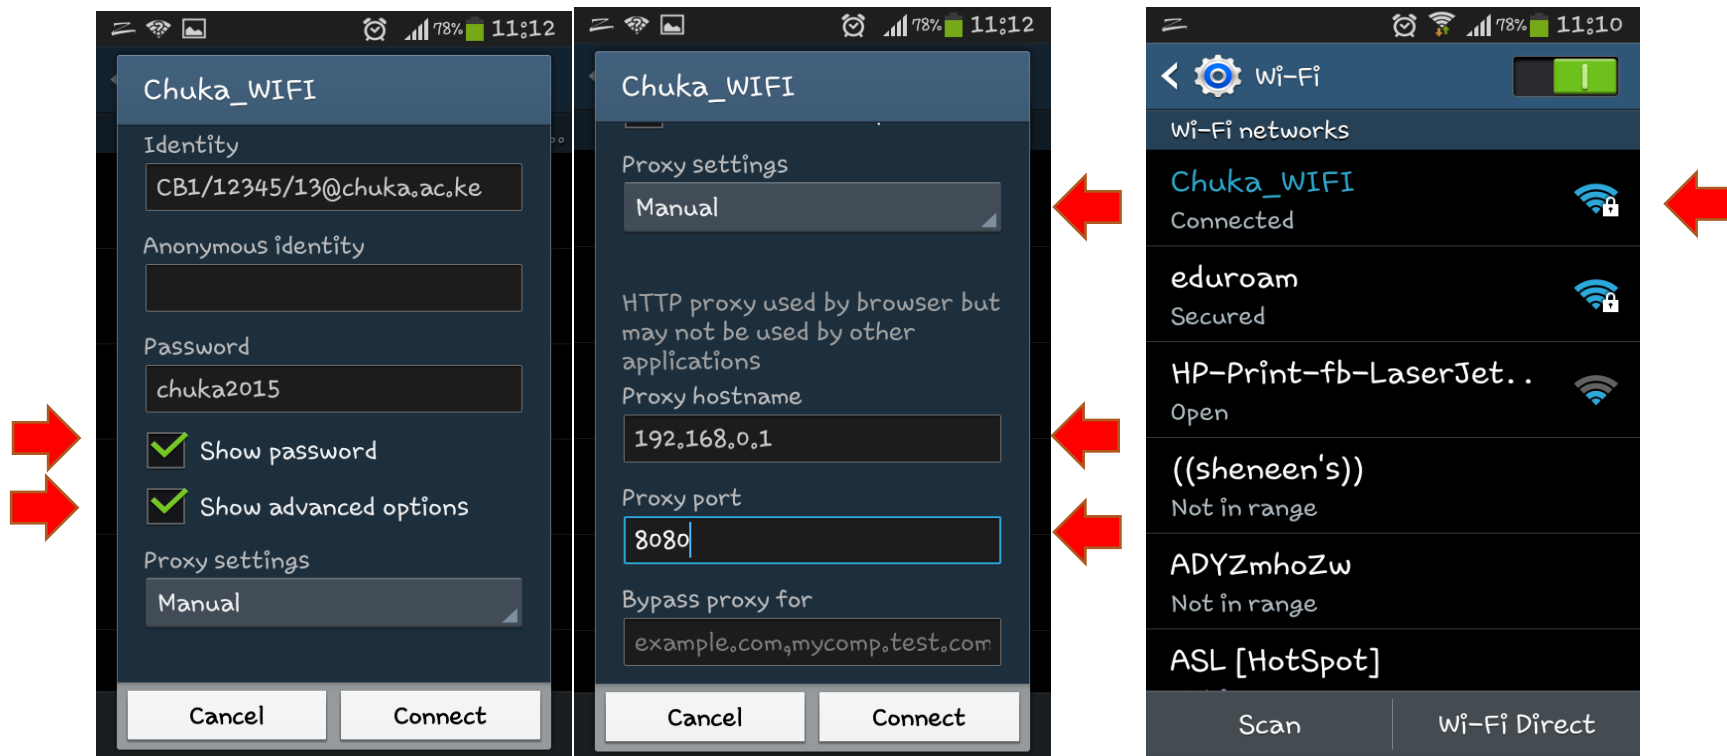 78% 11:12
Chuka_WIFI
Identity
CB1/12345/13@chuka.ac.ke
Anonymous identity
Password
chuka2015
Show password
Show advanced options
Proxy settings
Manual
Cancel Connect
78% 11:12
Chuka_WIFI
Proxy settings
Manual
HTTP proxy used by browser but
may not be used by other
applications
Proxy hostname
192.168.0.1
Proxy port
8080
Bypass proxy for
example.com,mycomp.test.com
Cancel Connect
78% 11:10
Wi-Fi
Wi-Fi networks
Chuka_WIFI
Connected
eduroam
Secured
HP-Print-fb-LaserJet. .
Open
((sheneen's))
Not in range
ADYZmhoZw
Not in range
ASL [HotSpot]
Scan Wi-Fi Direct